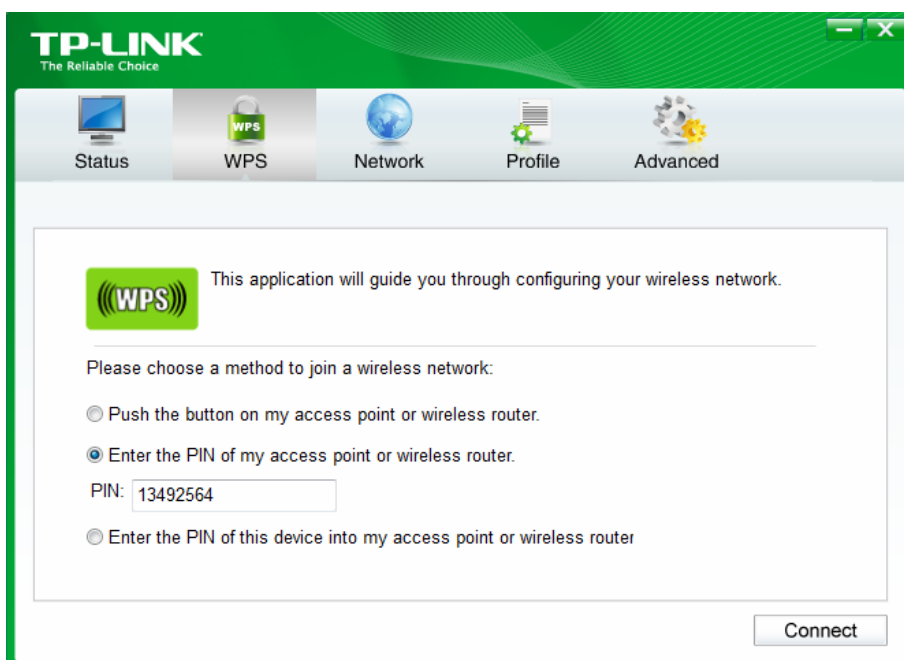 TP-LINK
The Reliable Choice
WPS
Status WPS Network Profile Advanced
(((WPS))) This application will guide you through configuring your wireless network.
Please choose a method to join a wireless network:
Push the button on my access point or wireless router.
Enter the PIN of my access point or wireless router.
PIN: 13492564
Enter the PIN of this device into my access point or wireless router
Connect